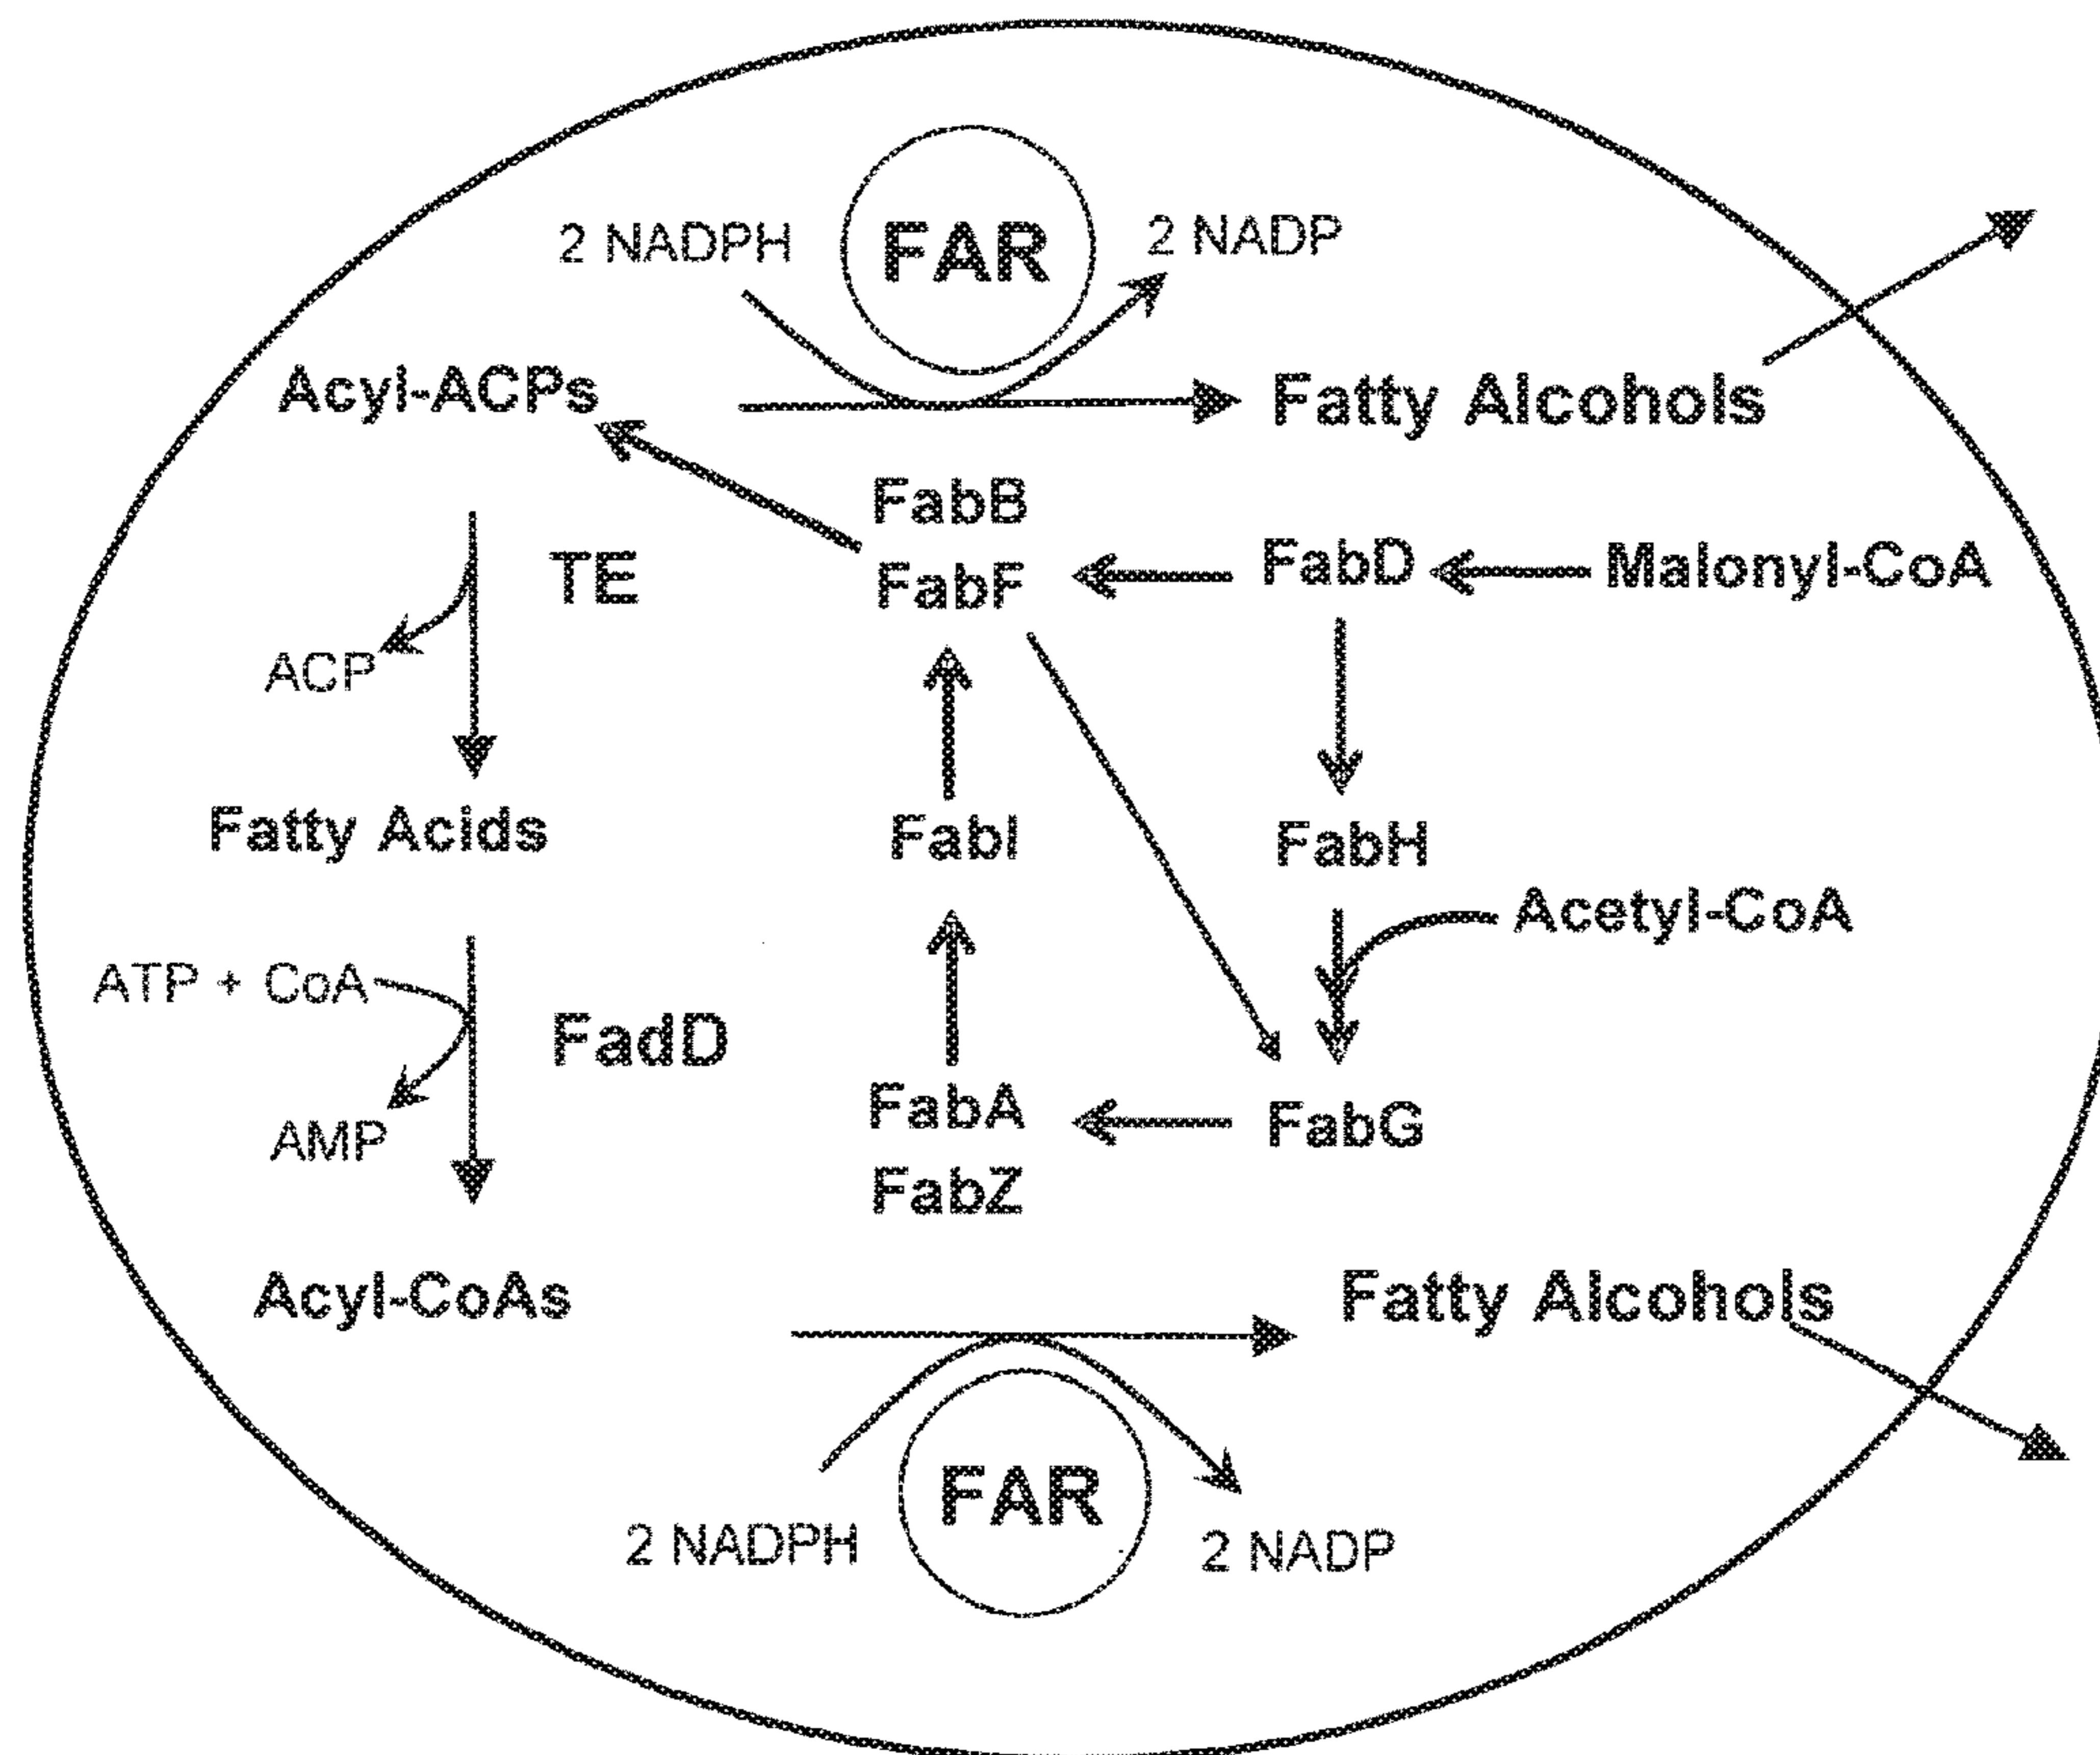 2 NADPH
FAR
2 NADP
Acyl-ACPs
Fatty Alcohols
FabB
FabF
FabD
Malonyl-CoA
TE
ACP
Fatty Acids
FabI
FabH
Acetyl-CoA
ATP + CoA
FadD
AMP
FabA
FabZ
FabG
Acyl-CoAs
Fatty Alcohols
2 NADPH
FAR
2 NADP